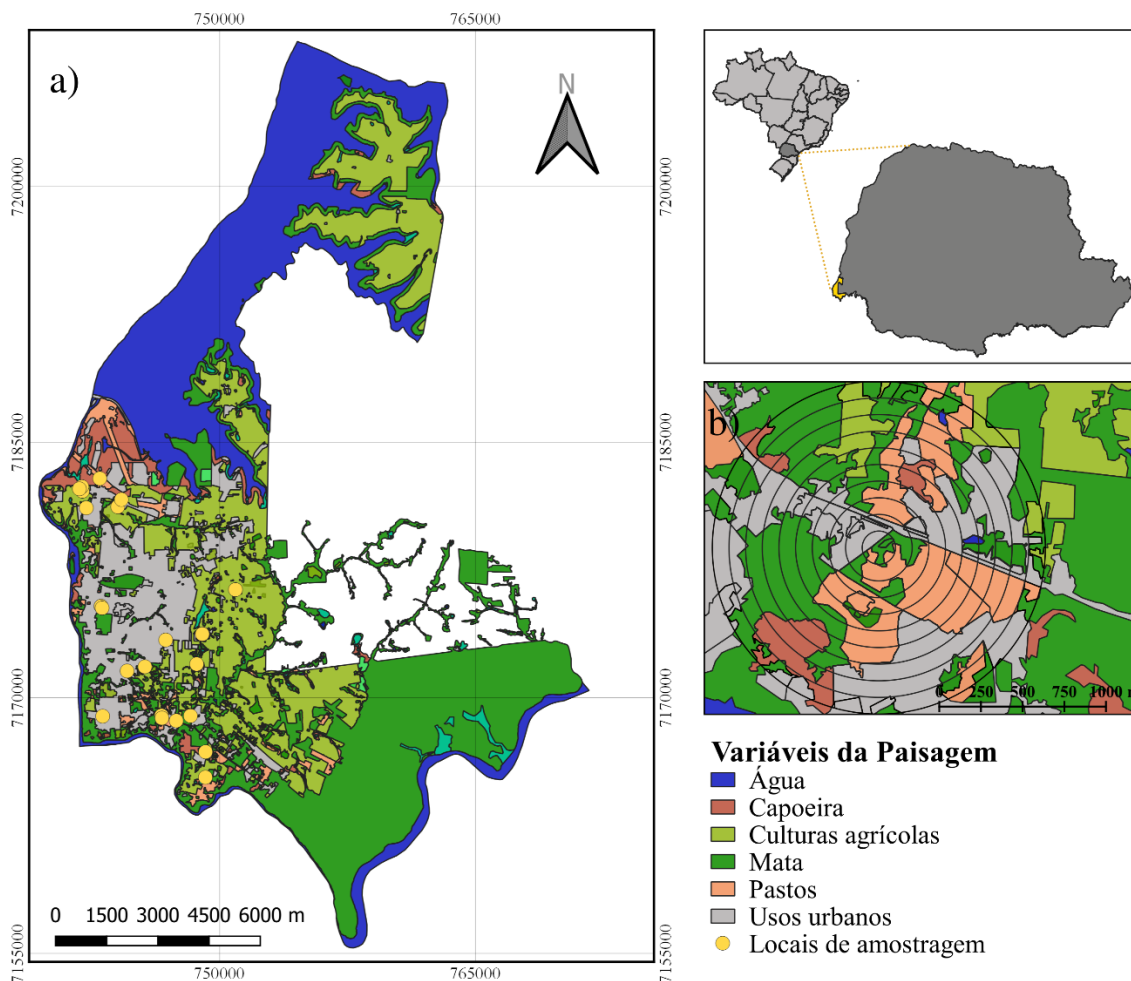 750000 765000
a)
N
7200000 7200000
7185000 7185000
7170000 7170000
7155000 7155000
0 1500 3000 4500 6000 m
750000 765000
b)
0 250 500 750 1000 m
Variáveis da Paisagem
Água
Capoeira
Culturas agrícolas
Mata
Pastos
Usos urbanos
Locais de amostragem